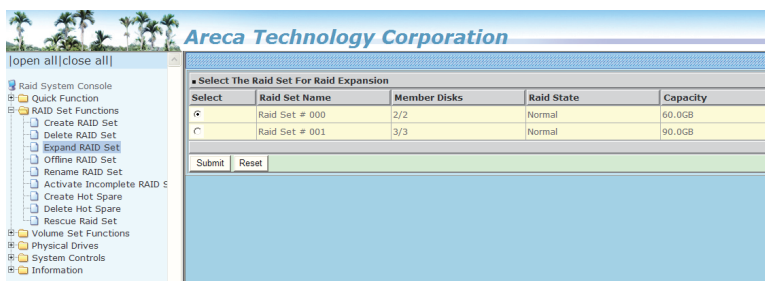 Areca Technology Corporation
|open all|close all|
Raid System Console
Quick Function
RAID Set Functions
Create RAID Set
Delete RAID Set
Expand RAID Set
Offline RAID Set
Rename RAID Set
Activate Incomplete RAID S
Create Hot Spare
Delete Hot Spare
Rescue Raid Set
Volume Set Functions
Physical Drives
System Controls
Information
Select The Raid Set For Raid Expansion
Select Raid Set Name Member Disks Raid State Capacity
Raid Set # 000 2/2 Normal 60.0GB
Raid Set # 001 3/3 Normal 90.0GB
Submit Reset